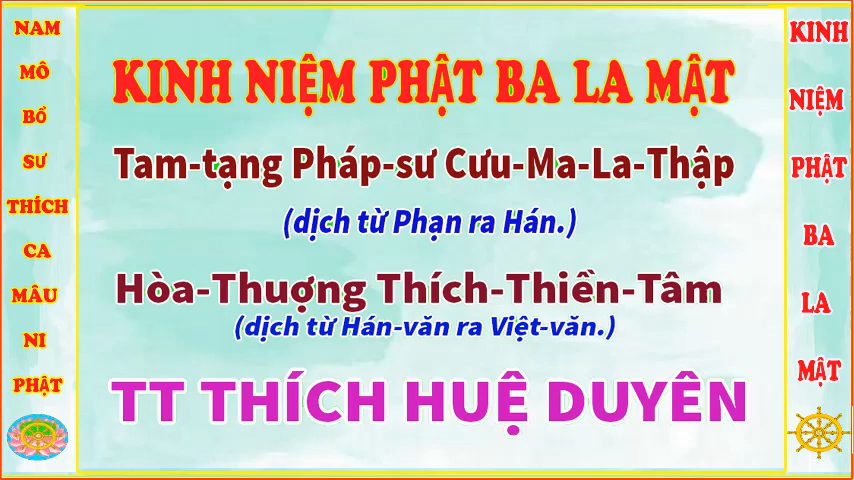 NAM
MÔ
BỔ
SƯ
THÍCH
CA
MÂU
NI
PHẬT
KINH NIỆM PHẬT BA LA MẬT
Tam-tạng Pháp-sư Cưu-Ma-La-Thập
(dịch từ Phạn ra Hán.)
Hòa-Thượng Thích-Thiền-Tâm
(dịch từ Hán-văn ra Việt-văn.)
TT THÍCH HUỆ DUYÊN
KINH
NIỆM
PHẬT
BA
LA
MẬT